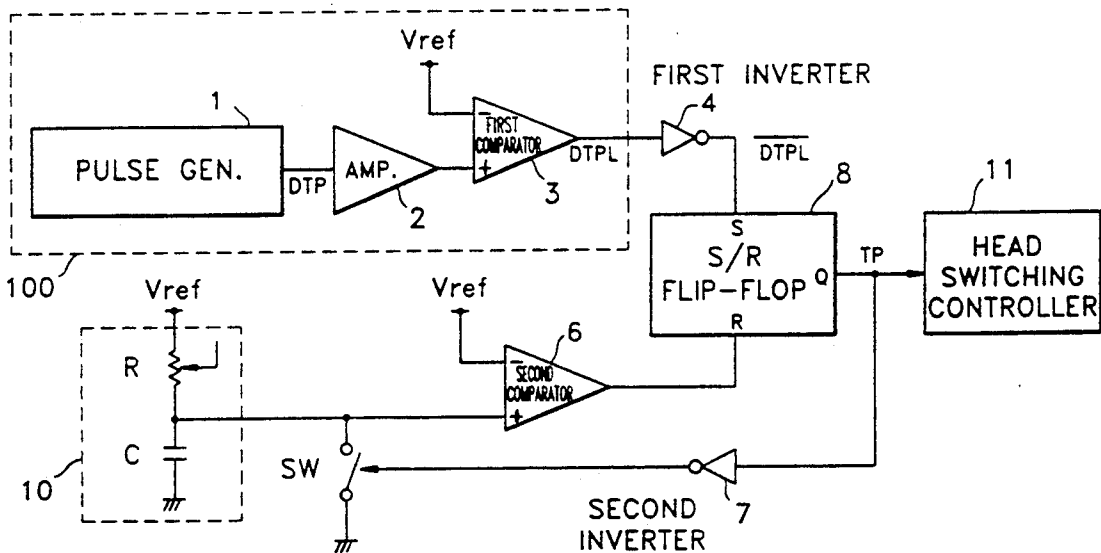 Vref
FIRST INVERTER
1
4
PULSE GEN.
DTP
AMP.
2
-
FIRST
COMPARATOR
+
3
DTPL
D̅T̅P̅L̅
8
11
S
S/R
FLIP-FLOP
Q
R
TP
HEAD
SWITCHING
CONTROLLER
100
Vref
Vref
R
C
10
6
-
SECOND
COMPARATOR
+
SW
7
SECOND
INVERTER